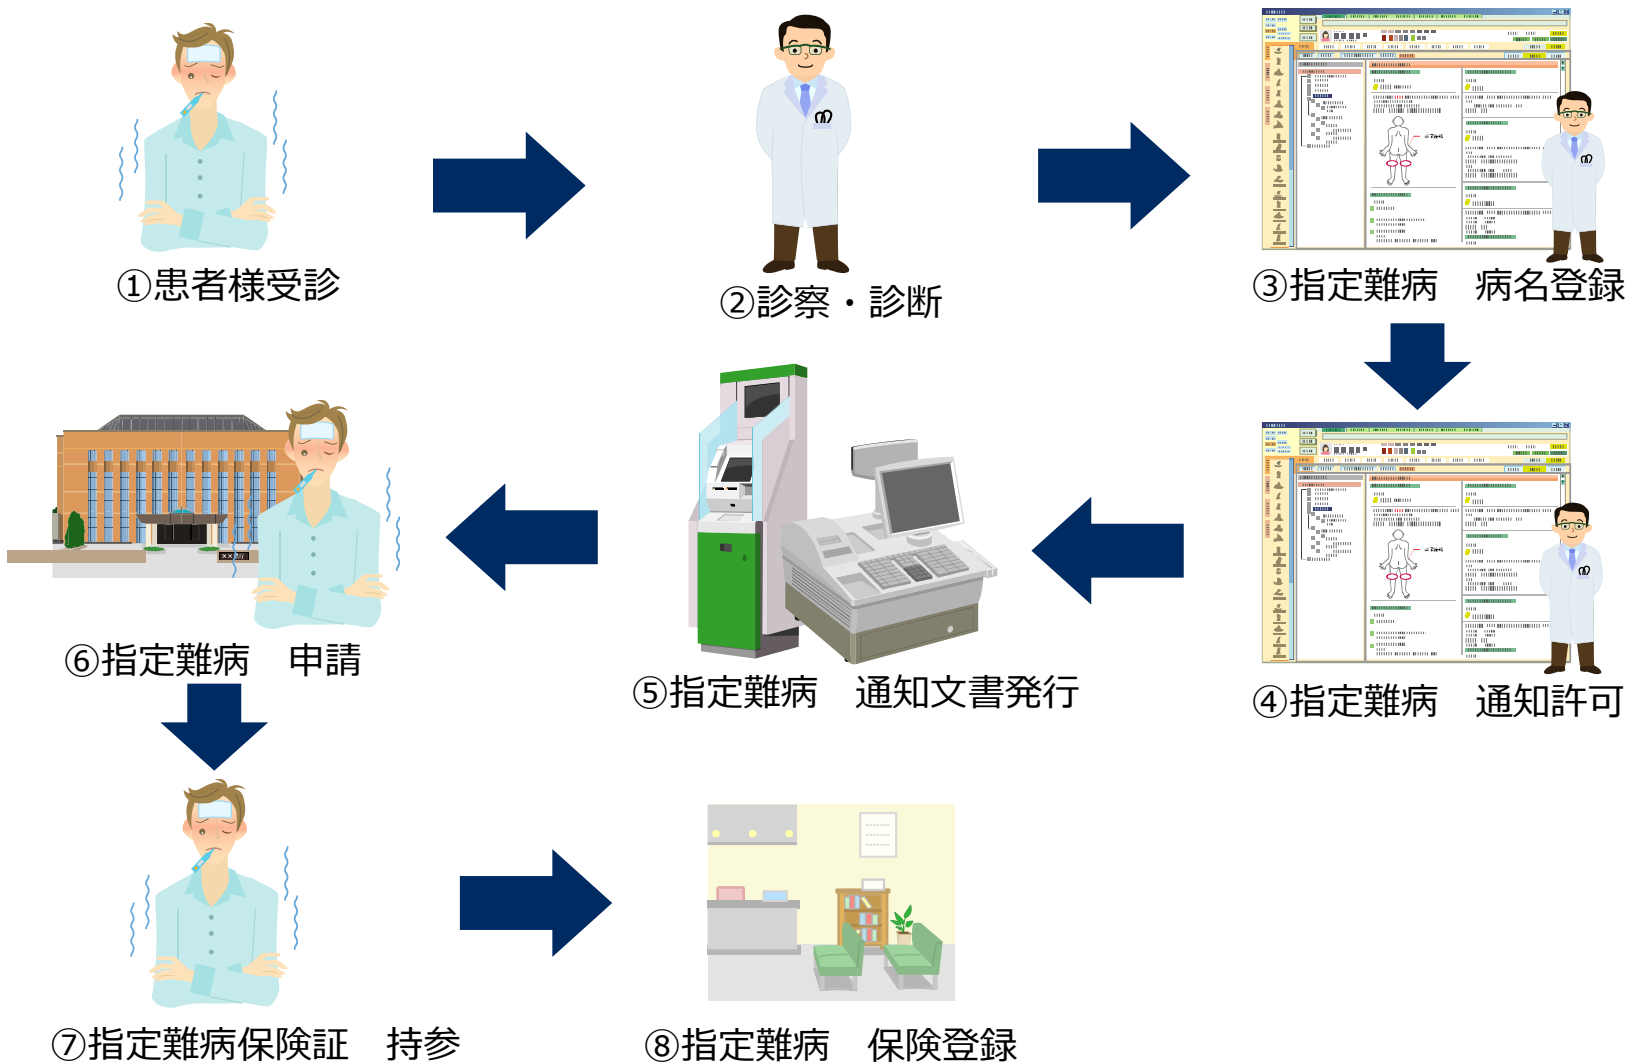 ①患者様受診
②診察・診断
③指定難病　病名登録
④指定難病　通知許可
⑤指定難病　通知文書発行
⑥指定難病　申請
⑦指定難病保険証　持参
⑧指定難病　保険登録